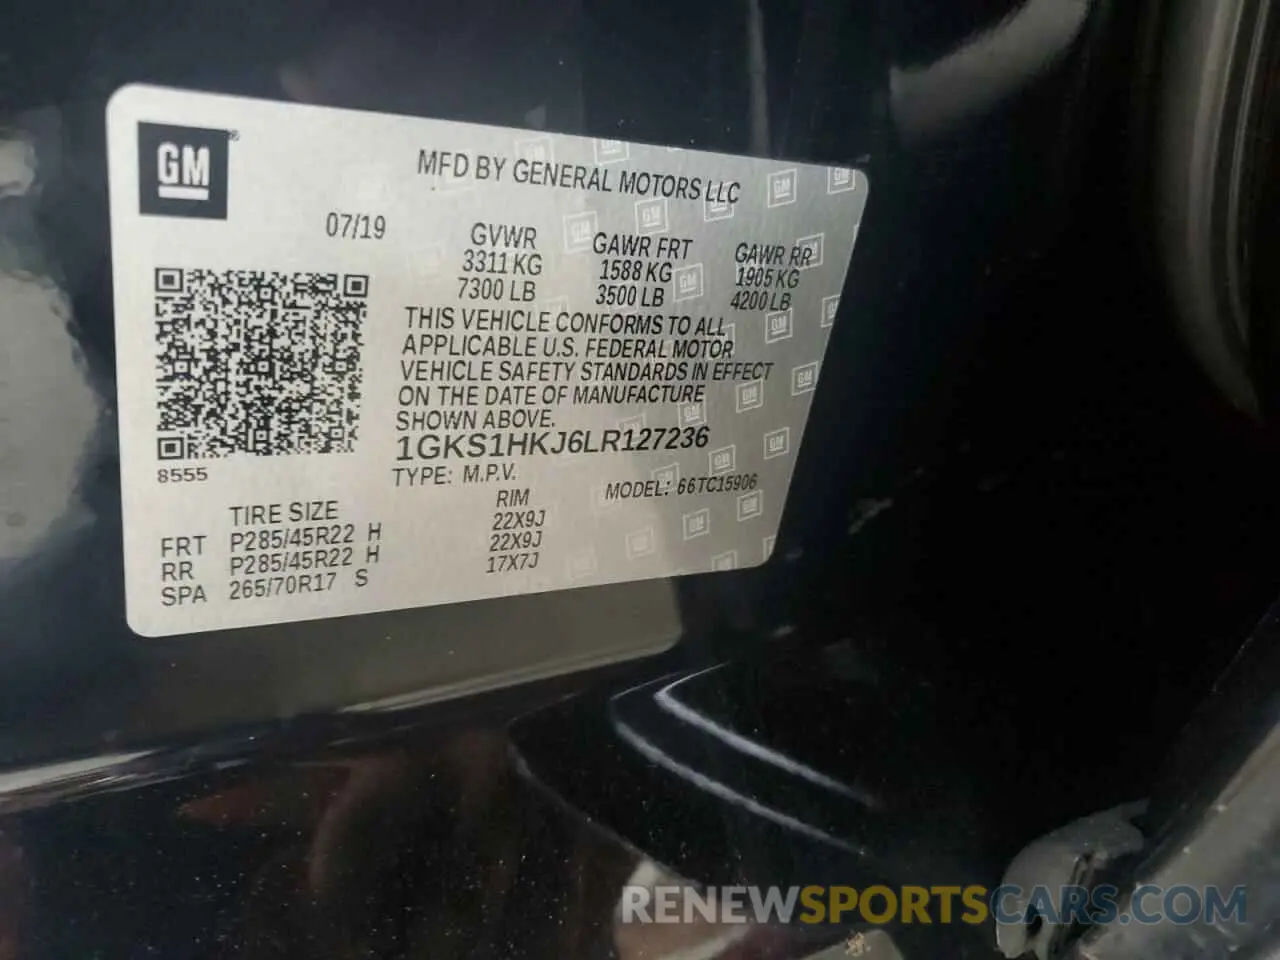 GM®
MFD BY GENERAL MOTORS LLC
07/19
GVWR GAWR FRT GAWR RR
3311 KG 1588 KG 1905 KG
7300 LB 3500 LB 4200 LB
THIS VEHICLE CONFORMS TO ALL
APPLICABLE U.S. FEDERAL MOTOR
VEHICLE SAFETY STANDARDS IN EFFECT
ON THE DATE OF MANUFACTURE
SHOWN ABOVE.
1GKS1HKJ6LR127236
8555
TYPE: M.P.V. MODEL: 66TC15906
TIRE SIZE RIM
FRT P285/45R22 H 22X9J
RR P285/45R22 H 22X9J
SPA 265/70R17 S 17X7J
RENEWSPORTSCARS.COM